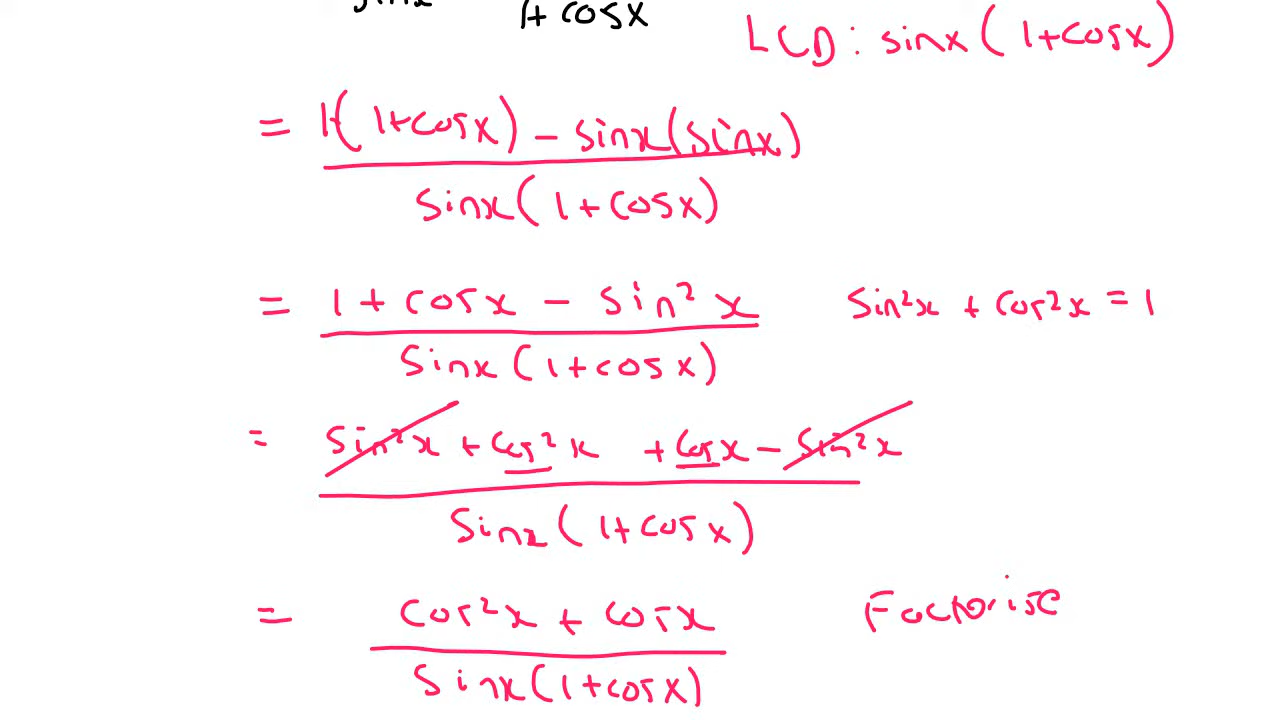 sinx 1+cosx
LCD: sinx(1+cosx)
= 1(1+cosx) - sinx(sinx)
sinx(1+cosx)
= 1 + cosx - sin²x sin²x + cos²x = 1
sinx(1+cosx)
= sin²x + cos²x + cosx - sin²x
sinx(1+cosx)
= cos²x + cosx Factorise
sinx(1+cosx)